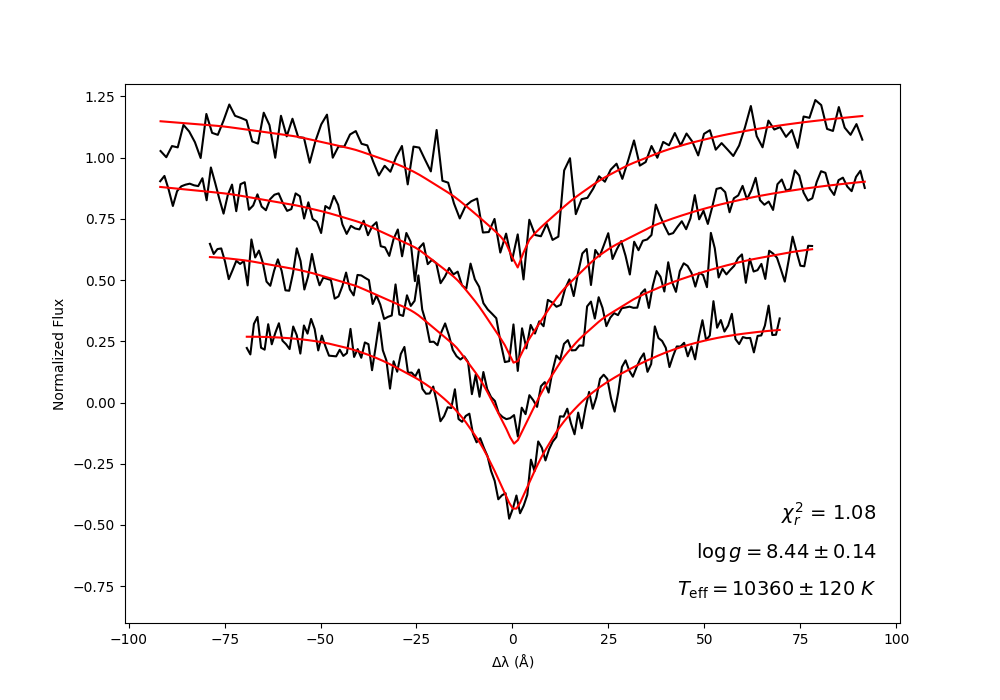 1.25
1.00
0.75
0.50
0.25
0.00
−0.25
−0.50
−0.75
Normalized Flux
χ²ᵣ = 1.08
log g = 8.44 ± 0.14
T_eff = 10360 ± 120 K
−100 −75 −50 −25 0 25 50 75 100
Δλ (Å)